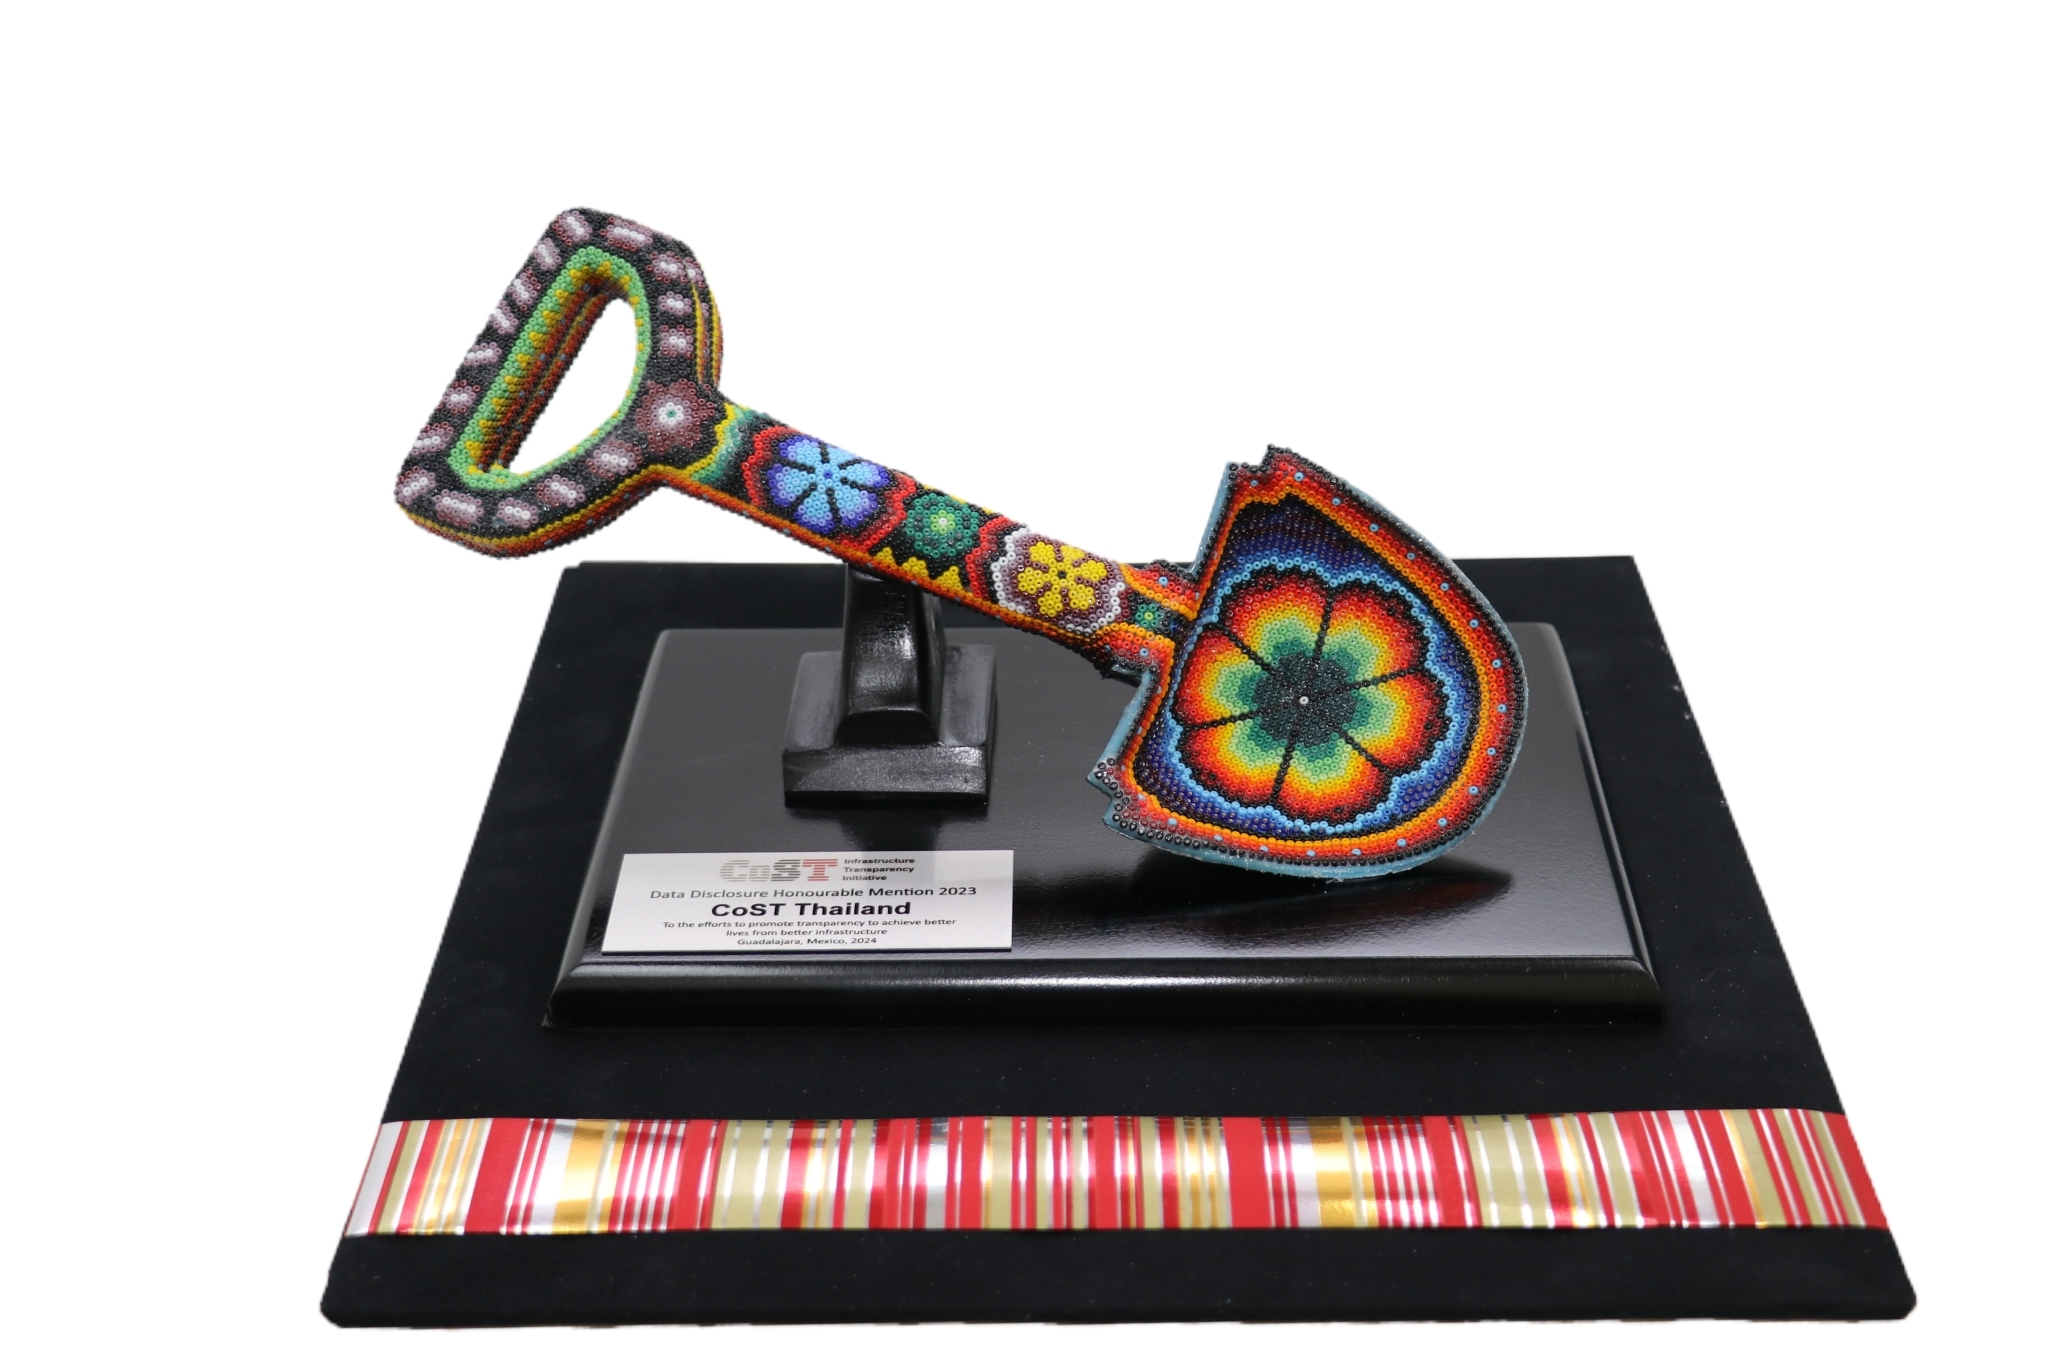 CoST Infrastructure
Transparency
Initiative
Data Disclosure Honourable Mention 2023
CoST Thailand
To the efforts to promote transparency to achieve better
lives from better infrastructure
Guadalajara, Mexico, 2024